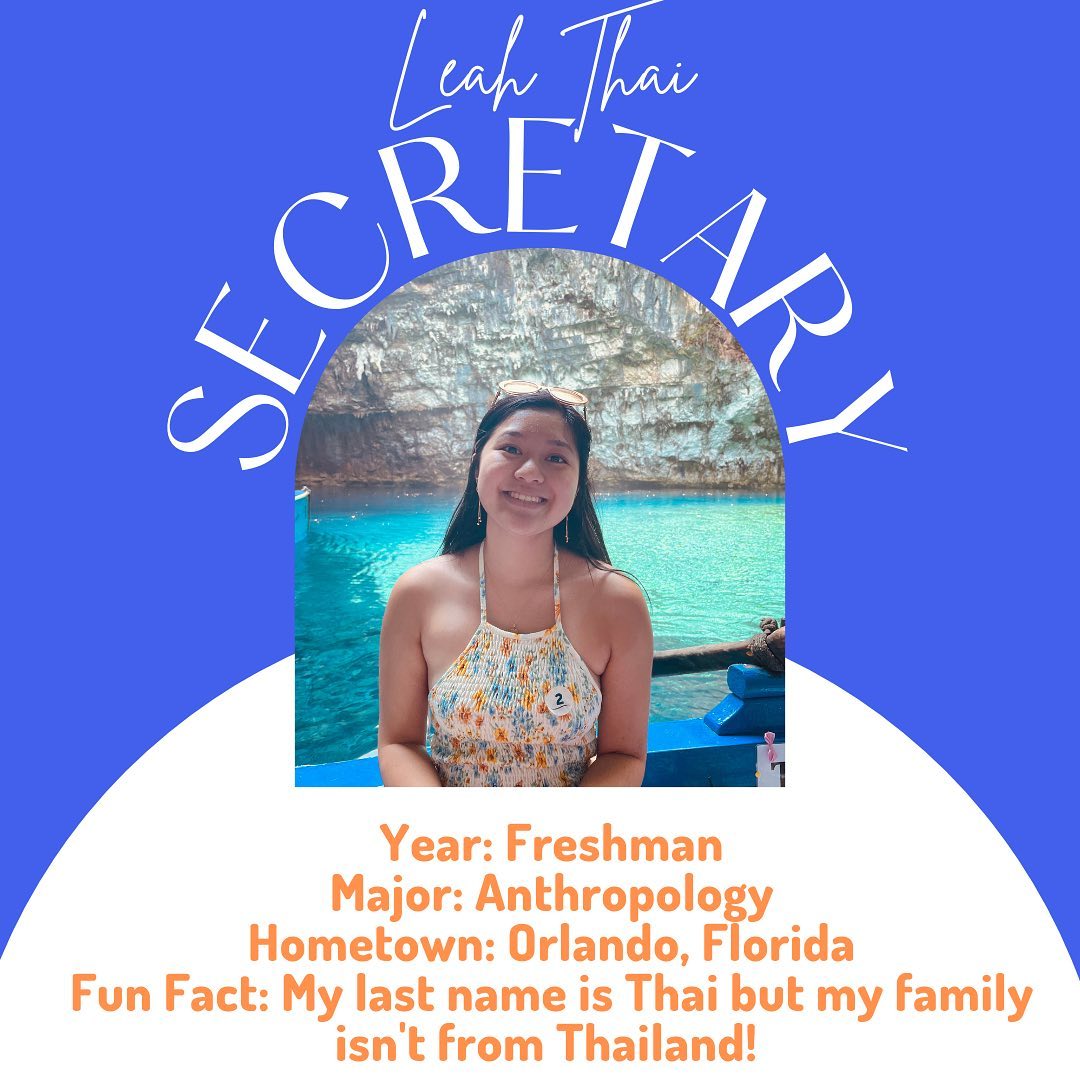 Leah Thai
SECRETARY
2
Year: Freshman
Major: Anthropology
Hometown: Orlando, Florida
Fun Fact: My last name is Thai but my family
isn't from Thailand!